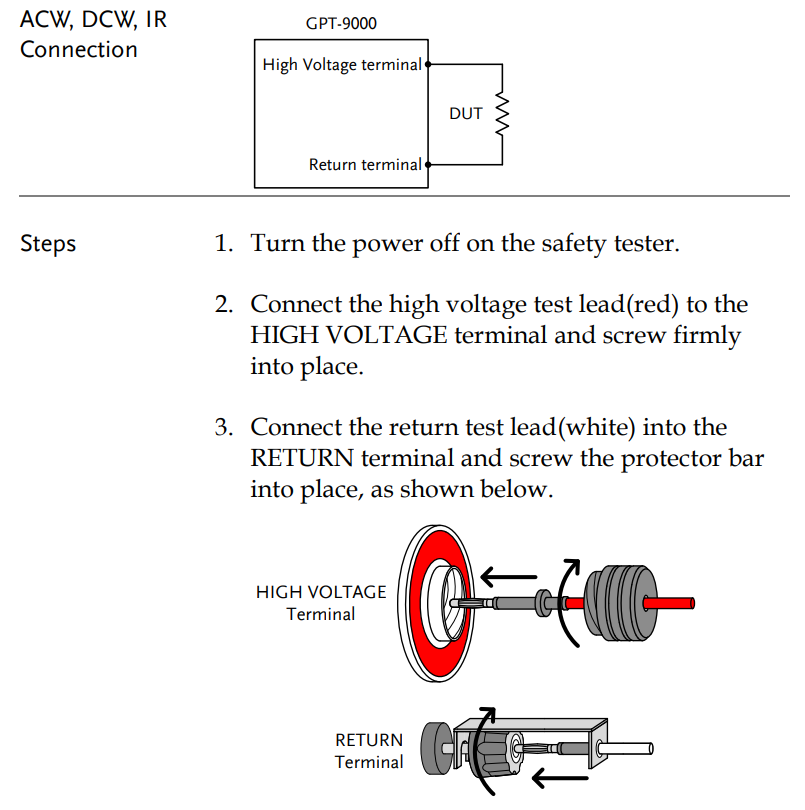 ACW, DCW, IR
Connection
GPT-9000
High Voltage terminal
DUT
Return terminal
Steps
1. Turn the power off on the safety tester.
2. Connect the high voltage test lead(red) to the
HIGH VOLTAGE terminal and screw firmly
into place.
3. Connect the return test lead(white) into the
RETURN terminal and screw the protector bar
into place, as shown below.
HIGH VOLTAGE
Terminal
RETURN
Terminal